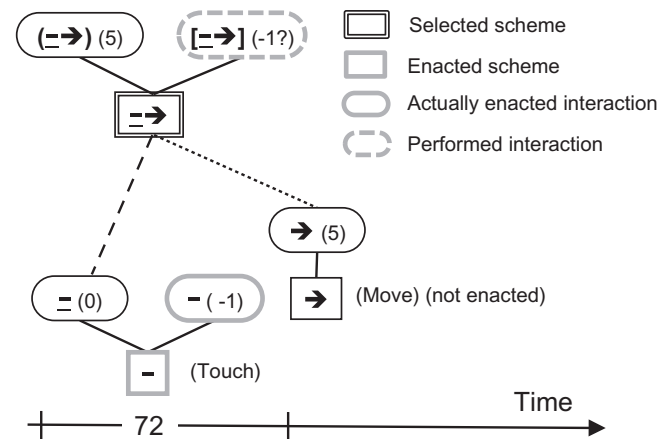 (–➔) (5)
[–➔] (-1?)
Selected scheme
Enacted scheme
Actually enacted interaction
Performed interaction
–➔
➔ (5)
– (0)
– ( -1)
➔ (Move) (not enacted)
– (Touch)
Time
72